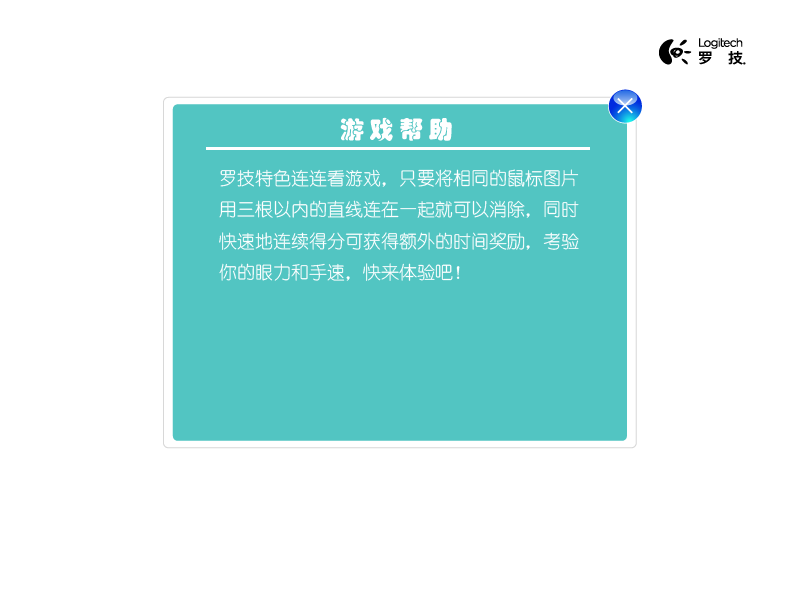 Logitech
罗技
游戏帮助
罗技特色连连看游戏，只要将相同的鼠标图片
用三根以内的直线连在一起就可以消除，同时
快速地连续得分可获得额外的时间奖励，考验
你的眼力和手速，快来体验吧！